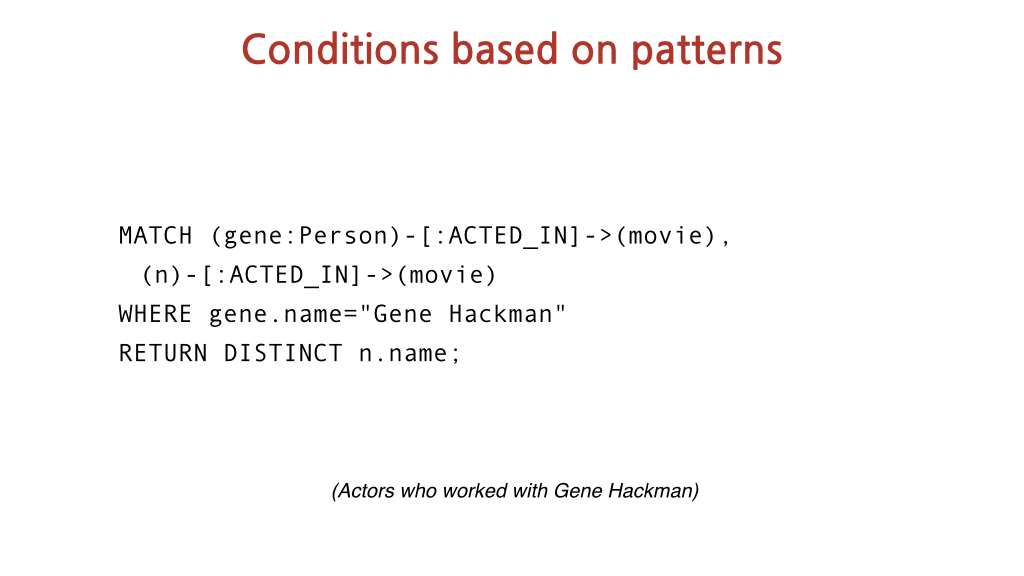 Conditions based on patterns
MATCH (gene:Person)-[:ACTED_IN]->(movie),
(n)-[:ACTED_IN]->(movie)
WHERE gene.name="Gene Hackman"
RETURN DISTINCT n.name;
(Actors who worked with Gene Hackman)